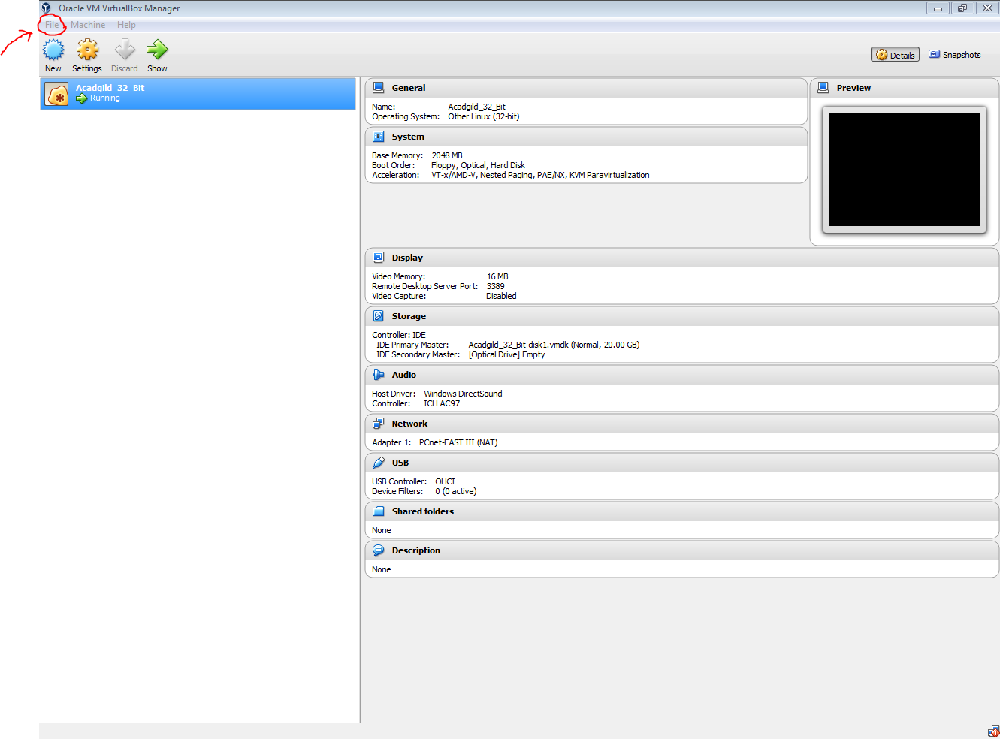 Oracle VM VirtualBox Manager
File Machine Help
New Settings Discard Show
Details Snapshots
Acadgild_32_Bit
Running
General
Name: Acadgild_32_Bit
Operating System: Other Linux (32-bit)
Preview
System
Base Memory: 2048 MB
Boot Order: Floppy, Optical, Hard Disk
Acceleration: VT-x/AMD-V, Nested Paging, PAE/NX, KVM Paravirtualization
Display
Video Memory: 16 MB
Remote Desktop Server Port: 3389
Video Capture: Disabled
Storage
Controller: IDE
IDE Primary Master: Acadgild_32_Bit-disk1.vmdk (Normal, 20.00 GB)
IDE Secondary Master: [Optical Drive] Empty
Audio
Host Driver: Windows DirectSound
Controller: ICH AC97
Network
Adapter 1: PCnet-FAST III (NAT)
USB
USB Controller: OHCI
Device Filters: 0 (0 active)
Shared folders
None
Description
None